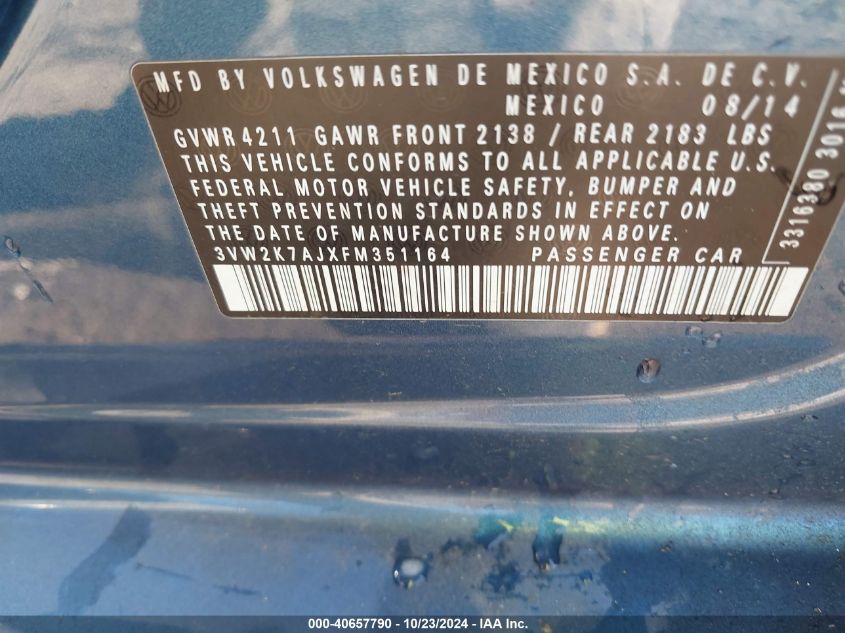 MFD BY VOLKSWAGEN DE MEXICO S.A. DE C.V.
MEXICO 08/14
GVWR 4211 GAWR FRONT 2138 / REAR 2183 LBS
THIS VEHICLE CONFORMS TO ALL APPLICABLE U.S.
FEDERAL MOTOR VEHICLE SAFETY, BUMPER AND
THEFT PREVENTION STANDARDS IN EFFECT ON
THE DATE OF MANUFACTURE SHOWN ABOVE.
3VW2K7AJXFM351164 PASSENGER CAR
3316380
000-40657790 - 10/23/2024 - IAA Inc.